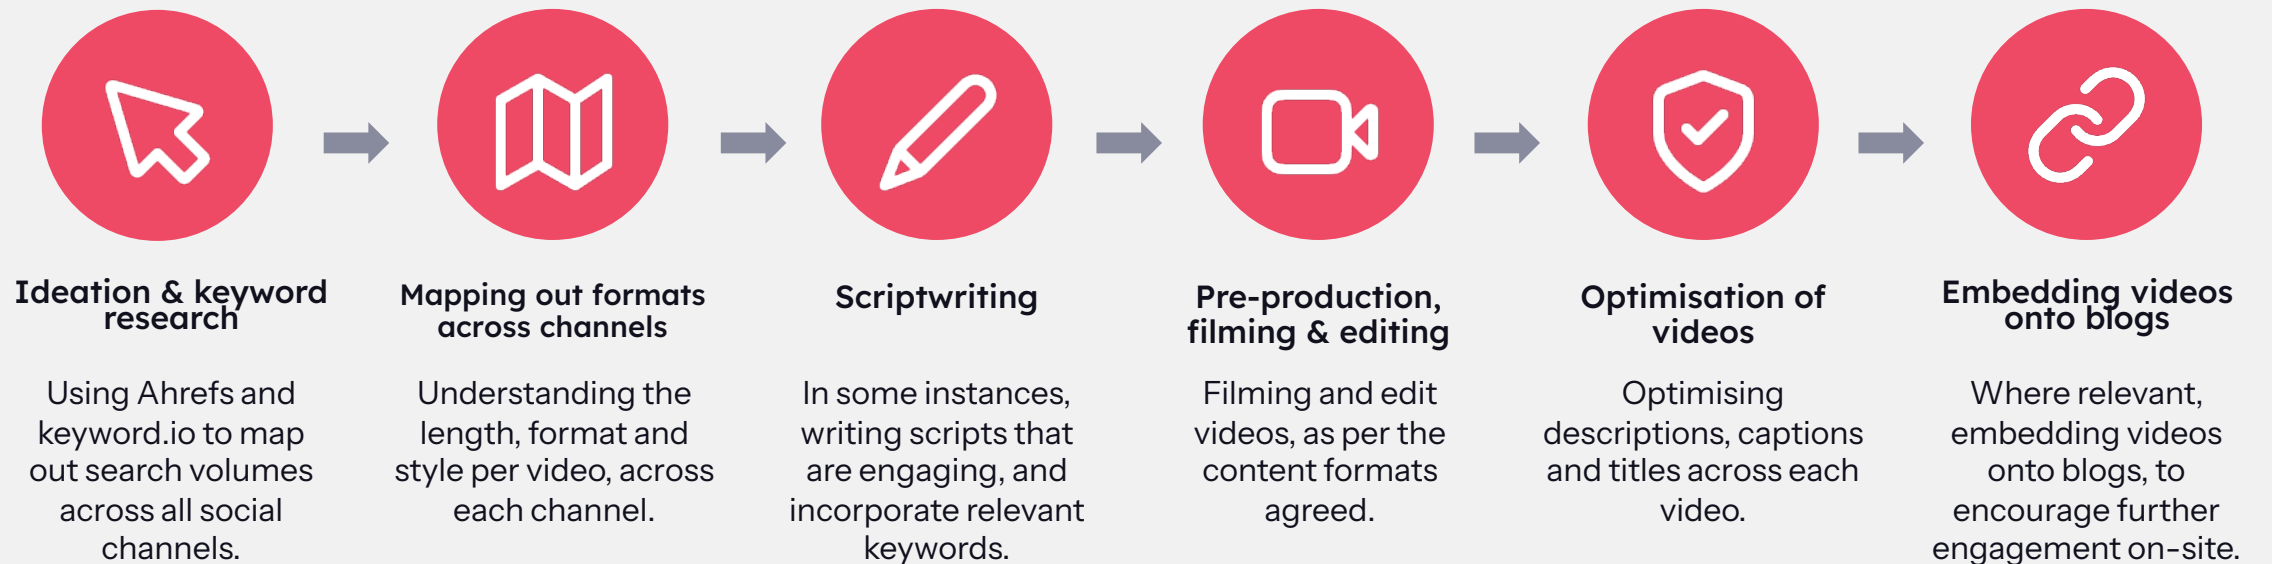 Ideation & keyword
research
Using Ahrefs and
keyword.io to map
out search volumes
across all social
channels.
Mapping out formats
across channels
Understanding the
length, format and
style per video, across
each channel.
Scriptwriting
In some instances,
writing scripts that
are engaging, and
incorporate relevant
keywords.
Pre-production,
filming & editing
Filming and edit
videos, as per the
content formats
agreed.
Optimisation of
videos
Optimising
descriptions, captions
and titles across each
video.
Embedding videos
onto blogs
Where relevant,
embedding videos
onto blogs, to
encourage further
engagement on-site.